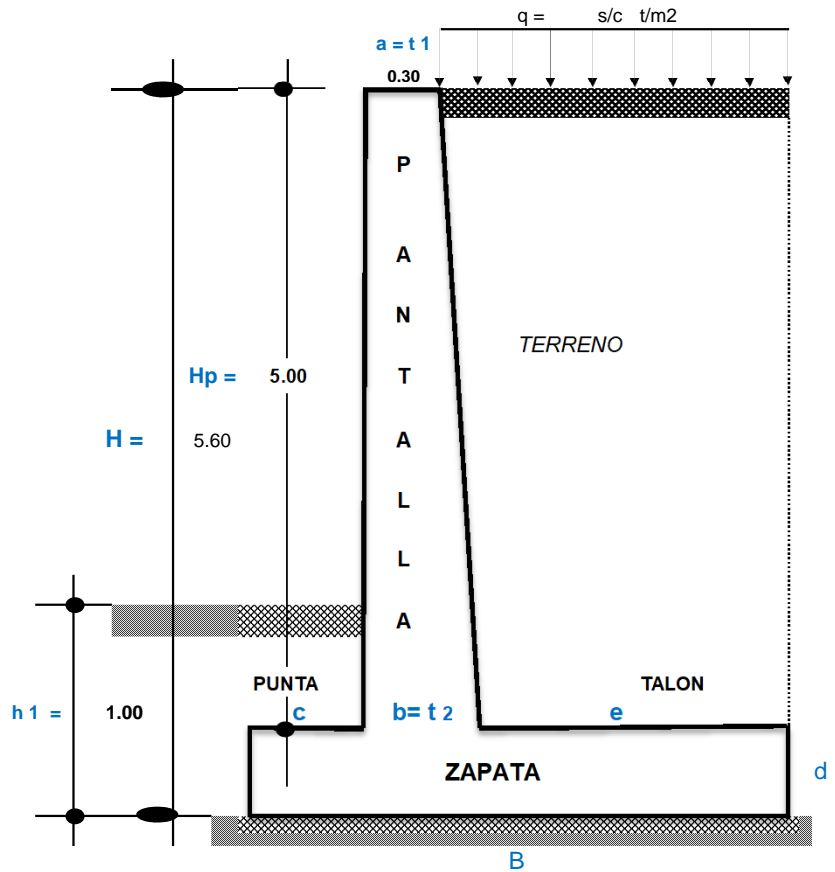 q = s/c t/m2
a = t 1
0.30
P
A
N
T
A
L
L
A
TERRENO
Hp = 5.00
H = 5.60
PUNTA
TALON
h 1 = 1.00
c
b= t 2
e
ZAPATA
d
B